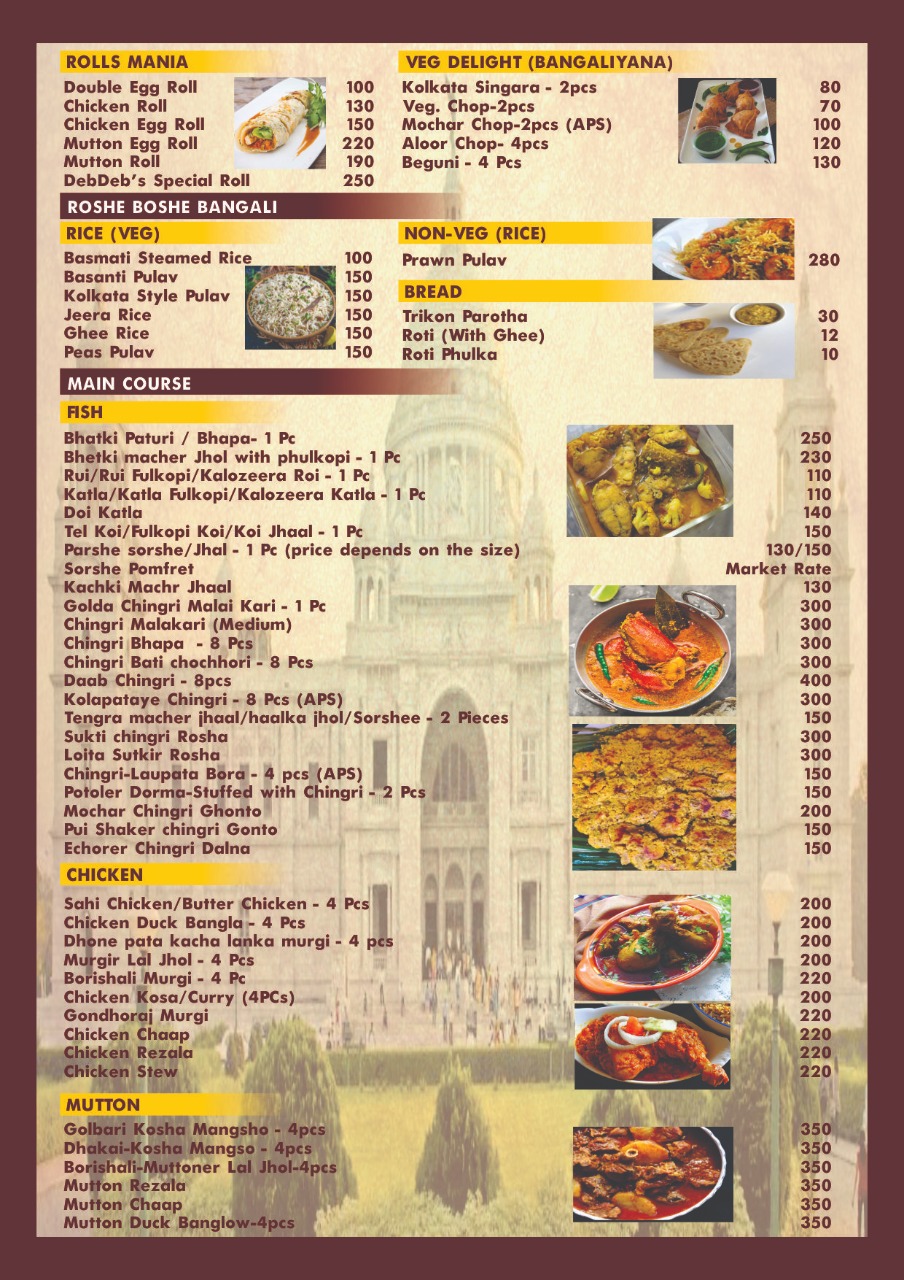 ROLLS MANIA
Double Egg Roll 100
Chicken Roll 130
Chicken Egg Roll 150
Mutton Egg Roll 220
Mutton Roll 190
DebDeb's Special Roll 250
VEG DELIGHT (BANGALIYANA)
Kolkata Singara - 2pcs 80
Veg. Chop-2pcs 70
Mochar Chop-2pcs (APS) 100
Aloor Chop- 4pcs 120
Beguni - 4 Pcs 130
ROSHE BOSHE BANGALI
RICE (VEG)
Basmati Steamed Rice 100
Basanti Pulav 150
Kolkata Style Pulav 150
Jeera Rice 150
Ghee Rice 150
Peas Pulav 150
NON-VEG (RICE)
Prawn Pulav 280
BREAD
Trikon Parotha 30
Roti (With Ghee) 12
Roti Phulka 10
MAIN COURSE
FISH
Bhatki Paturi / Bhapa- 1 Pc 250
Bhetki macher Jhol with phulkopi - 1 Pc 230
Rui/Rui Fulkopi/Kalozeera Roi - 1 Pc 110
Katla/Katla Fulkopi/Kalozeera Katla - 1 Pc 110
Doi Katla 140
Tel Koi/Fulkopi Koi/Koi Jhaal - 1 Pc 150
Parshe sorshe/Jhal - 1 Pc (price depends on the size) 130/150
Sorshe Pomfret Market Rate
Kachki Machr Jhaal 130
Golda Chingri Malai Kari - 1 Pc 300
Chingri Malakari (Medium) 300
Chingri Bhapa - 8 Pcs 300
Chingri Bati chochhori - 8 Pcs 300
Daab Chingri - 8pcs 400
Kolapataye Chingri - 8 Pcs (APS) 300
Tengra macher jhaal/haalka jhol/Sorshee - 2 Pieces 150
Sukti chingri Rosha 300
Loita Sutkir Rosha 300
Chingri-Laupata Bora - 4 pcs (APS) 150
Potoler Dorma-Stuffed with Chingri - 2 Pcs 150
Mochar Chingri Ghonto 200
Pui Shaker chingri Gonto 150
Echorer Chingri Dalna 150
CHICKEN
Sahi Chicken/Butter Chicken - 4 Pcs 200
Chicken Duck Bangla - 4 Pcs 200
Dhone pata kacha lanka murgi - 4 pcs 200
Murgir Lal Jhol - 4 Pcs 200
Borishali Murgi - 4 Pc 220
Chicken Kosa/Curry (4PCs) 200
Gondhoraj Murgi 220
Chicken Chaap 220
Chicken Rezala 220
Chicken Stew 220
MUTTON
Golbari Kosha Mangsho - 4pcs 350
Dhakai-Kosha Mangso - 4pcs 350
Borishali-Muttoner Lal Jhol-4pcs 350
Mutton Rezala 350
Mutton Chaap 350
Mutton Duck Banglow-4pcs 350